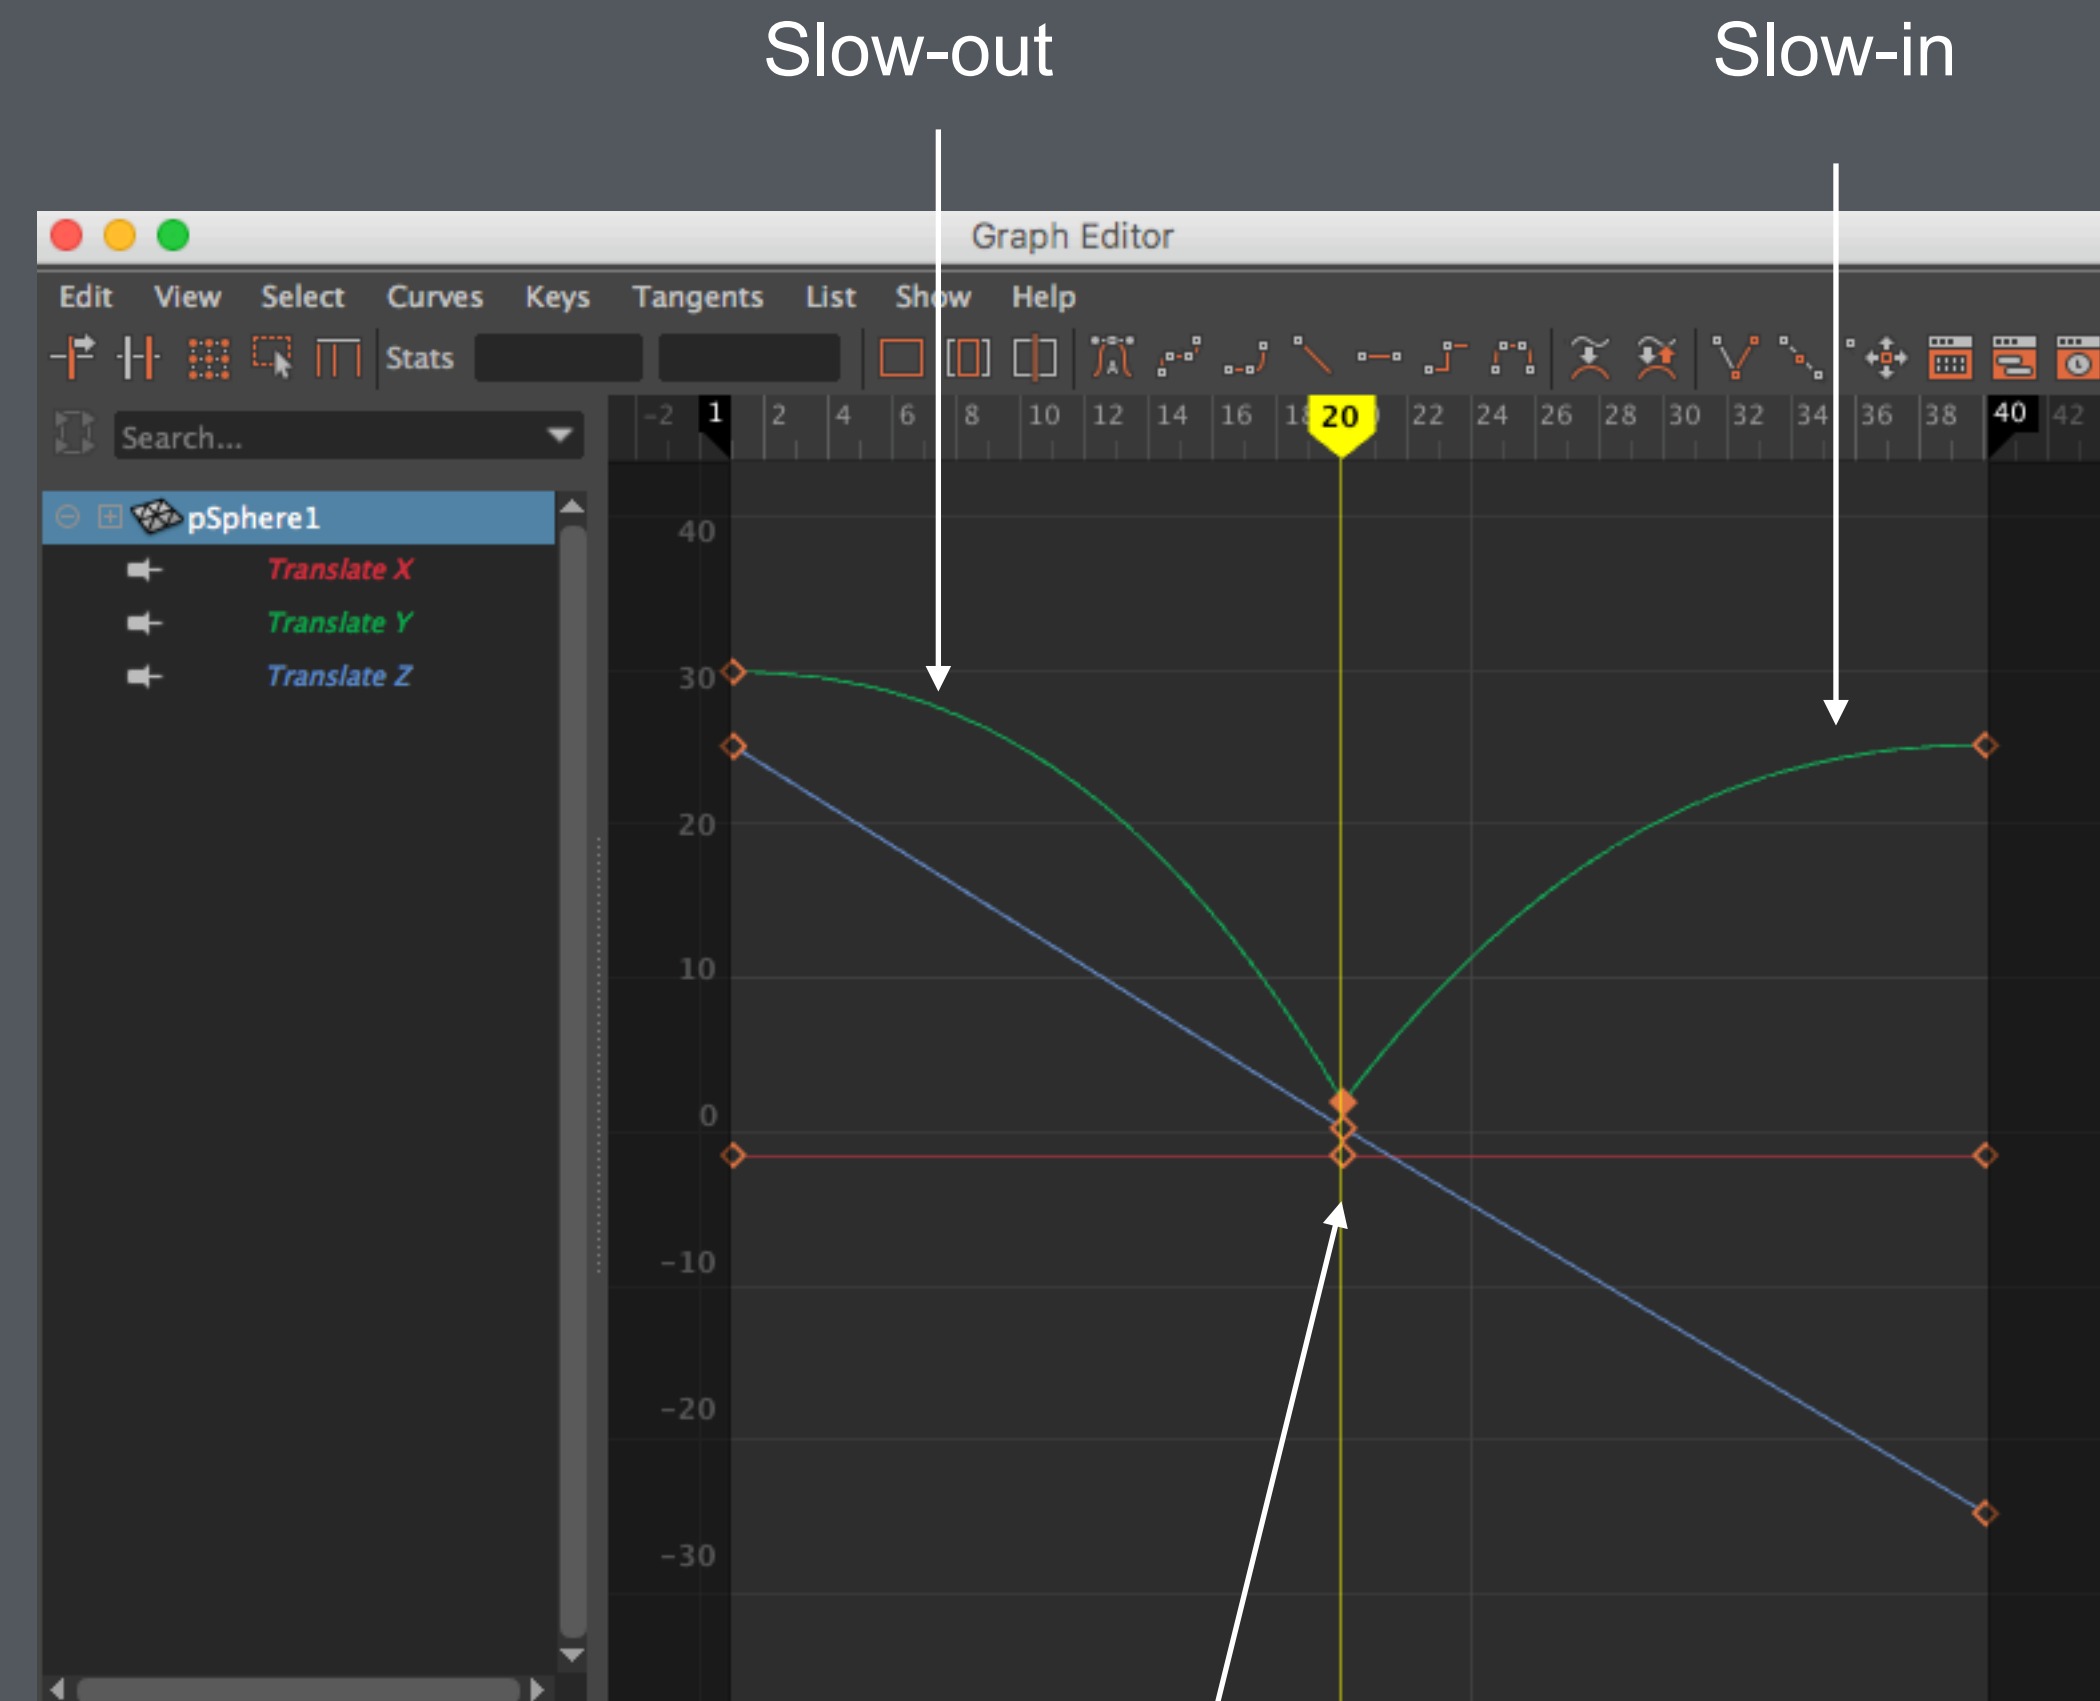 Slow-out Slow-in
Graph Editor
Edit View Select Curves Keys Tangents List Show Help
Stats
Search...
-2 1 2 4 6 8 10 12 14 16 18 20 22 24 26 28 30 32 34 36 38 40 42
pSphere1
Translate X
Translate Y
Translate Z
40
30
20
10
0
-10
-20
-30